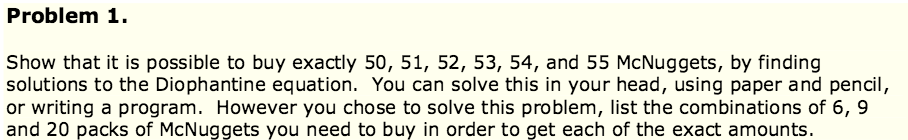 Problem 1.
Show that it is possible to buy exactly 50, 51, 52, 53, 54, and 55 McNuggets, by finding
solutions to the Diophantine equation.  You can solve this in your head, using paper and pencil,
or writing a program.  However you chose to solve this problem, list the combinations of 6, 9
and 20 packs of McNuggets you need to buy in order to get each of the exact amounts.